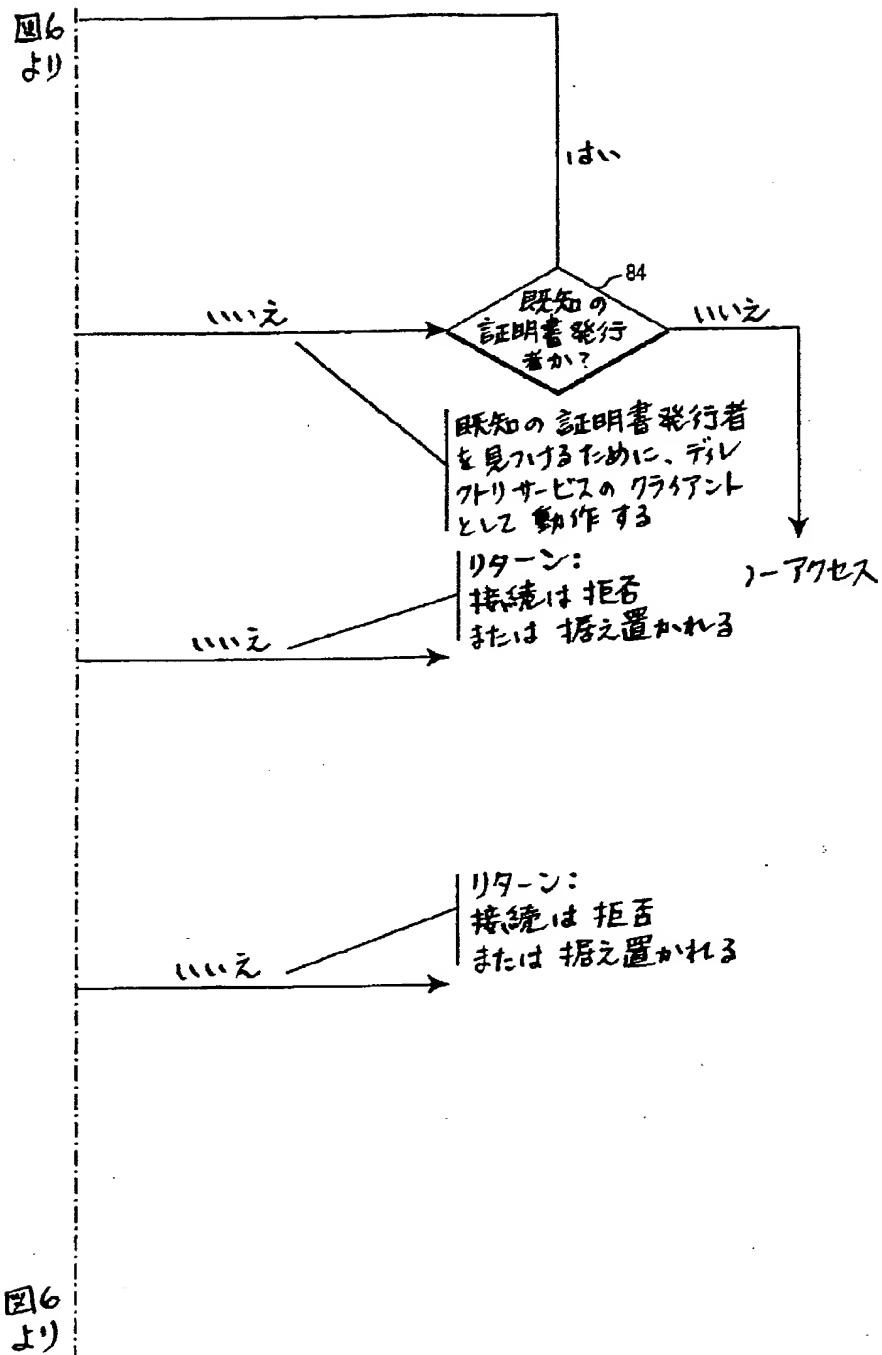 図6
より
はい
84
いいえ
既知の
証明書発行
者か?
いいえ
既知の証明書発行者
を見つけるために、ディレ
クトリサービスのクライアント
として動作する
ノーアクセス
リターン:
接続は拒否
または据え置かれる
いいえ
リターン:
接続は拒否
または据え置かれる
いいえ
図6
より